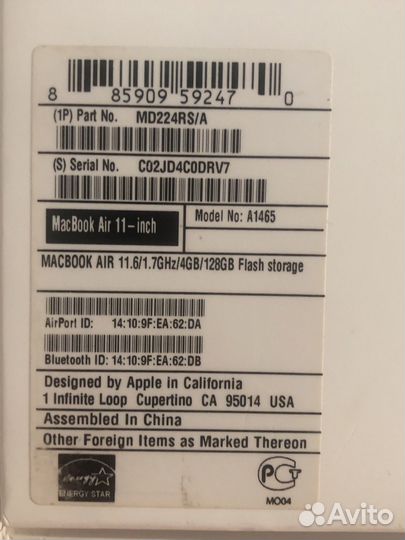 8 85909 59247 0
(1P) Part No. MD224RS/A
(S) Serial No. C02JD4C0DRV7
MacBook Air 11-inch
Model No: A1465
MACBOOK AIR 11.6/1.7GHz/4GB/128GB Flash storage
AirPort ID: 14:10:9F:EA:62:DA
Bluetooth ID: 14:10:9F:EA:62:DB
Designed by Apple in California
1 Infinite Loop Cupertino CA 95014 USA
Assembled In China
Other Foreign Items as Marked Thereon
energy
ENERGY STAR
РСТ
МО04
Avito